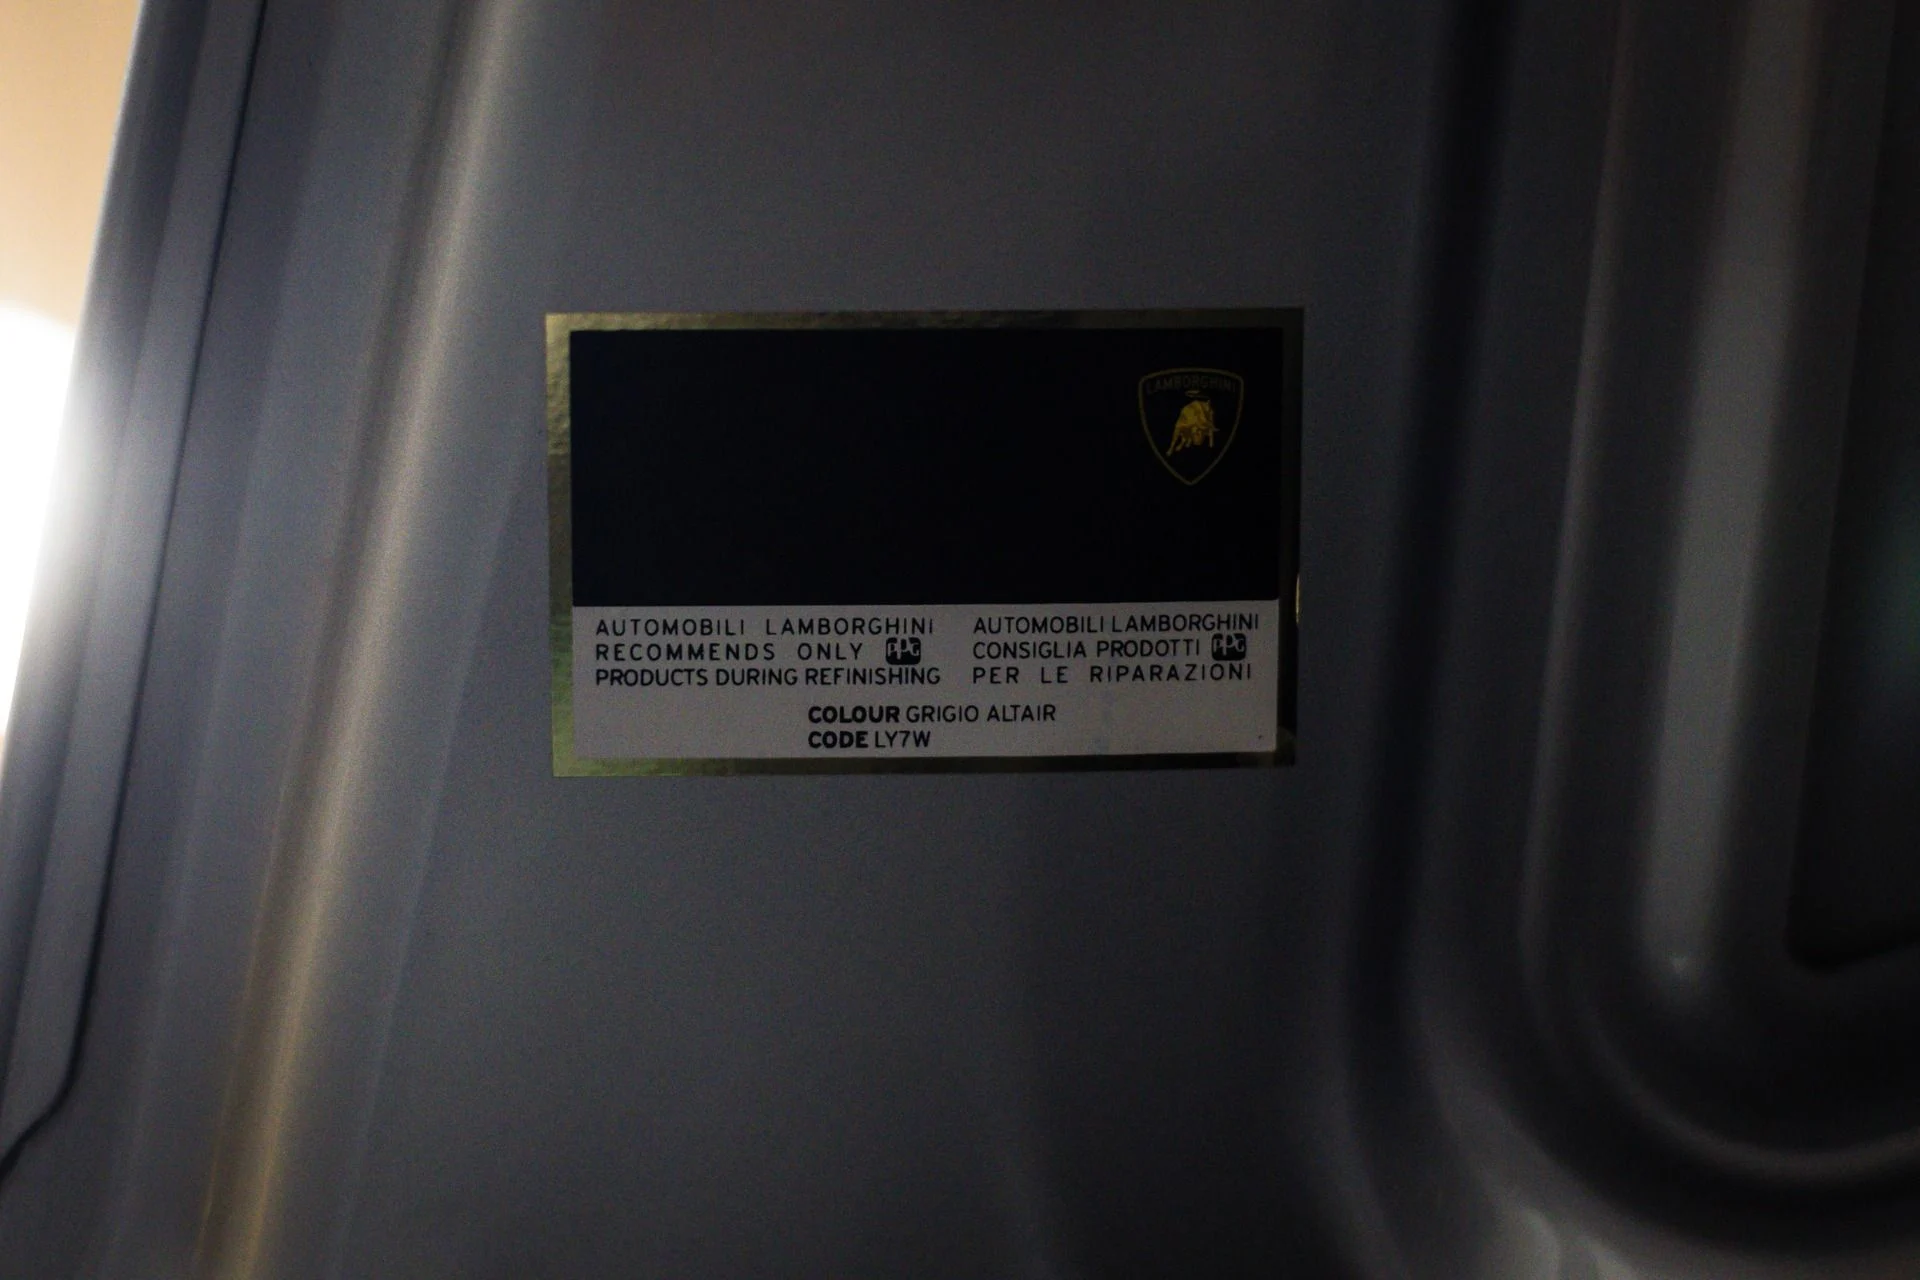 LAMBORGHINI
AUTOMOBILI LAMBORGHINI
RECOMMENDS ONLY PPG
PRODUCTS DURING REFINISHING
AUTOMOBILI LAMBORGHINI
CONSIGLIA PRODOTTI PPG
PER LE RIPARAZIONI
COLOUR GRIGIO ALTAIR
CODE LY7W